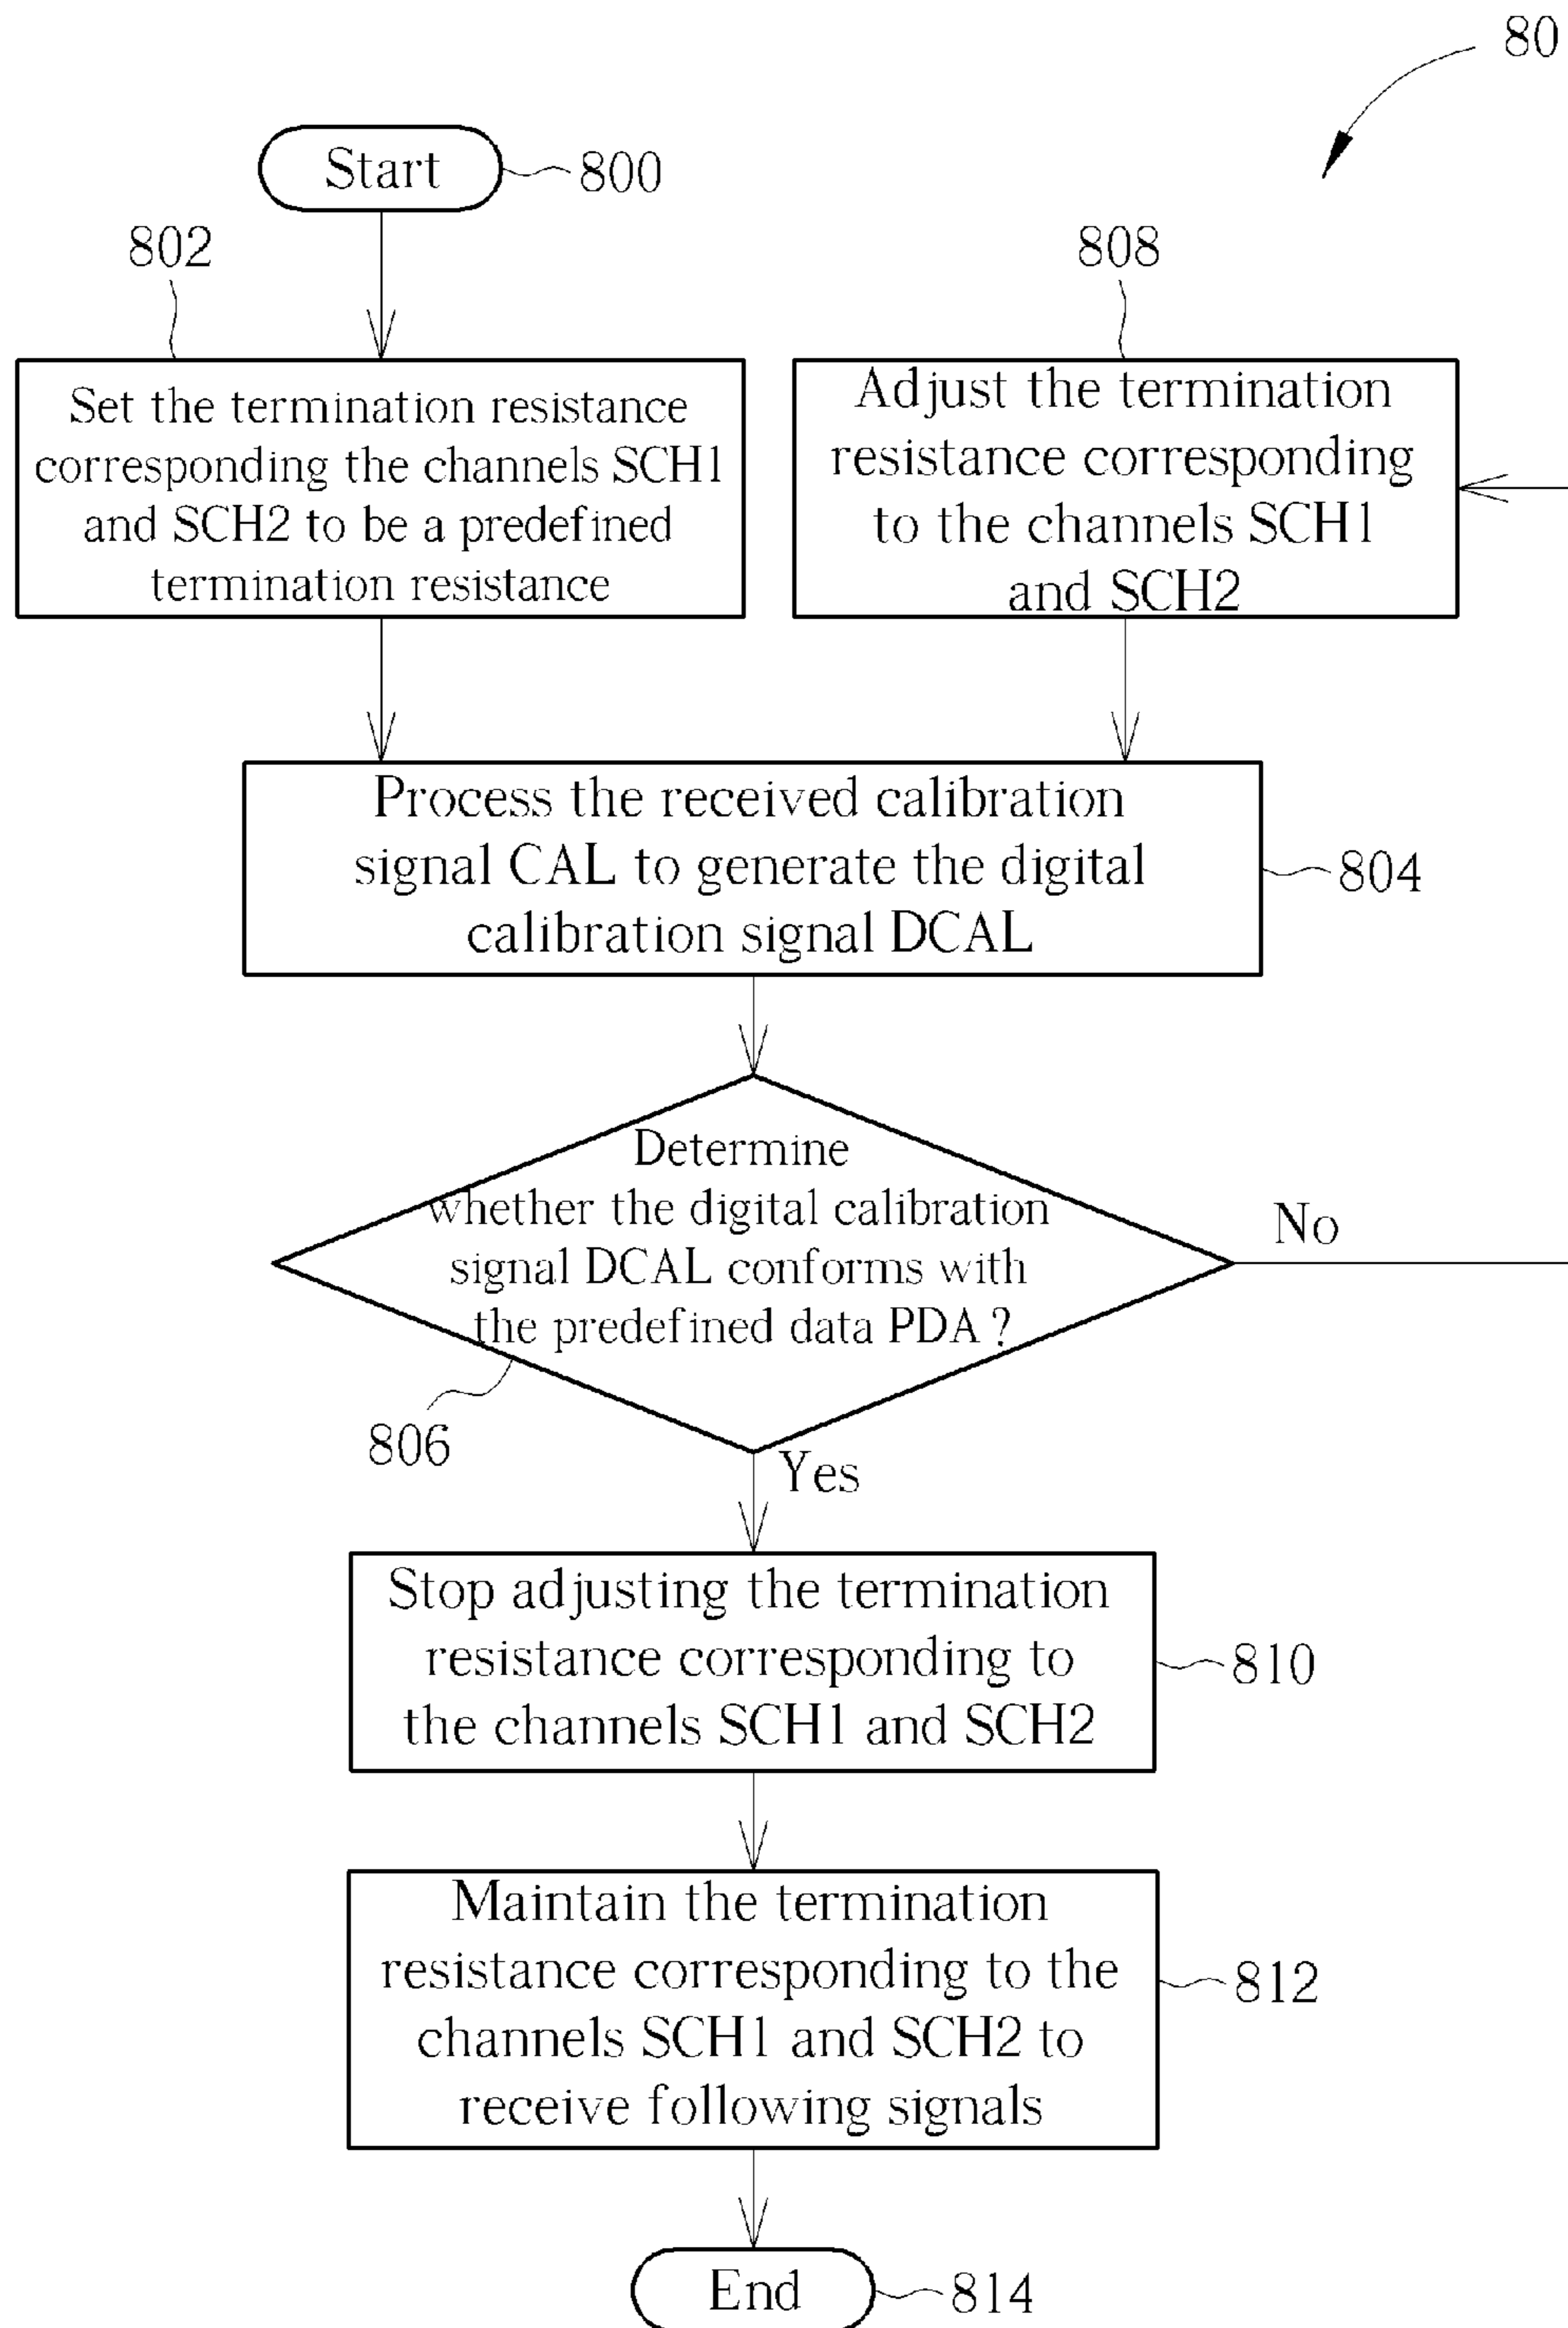 80
Start
800
802
Set the termination resistance
corresponding the channels SCH1
and SCH2 to be a predefined
termination resistance
808
Adjust the termination
resistance corresponding
to the channels SCH1
and SCH2
Process the received calibration
signal CAL to generate the digital
calibration signal DCAL
804
Determine
whether the digital calibration
signal DCAL conforms with
the predefined data PDA ?
No
806
Yes
Stop adjusting the termination
resistance corresponding to
the channels SCH1 and SCH2
810
Maintain the termination
resistance corresponding to the
channels SCH1 and SCH2 to
receive following signals
812
End
814